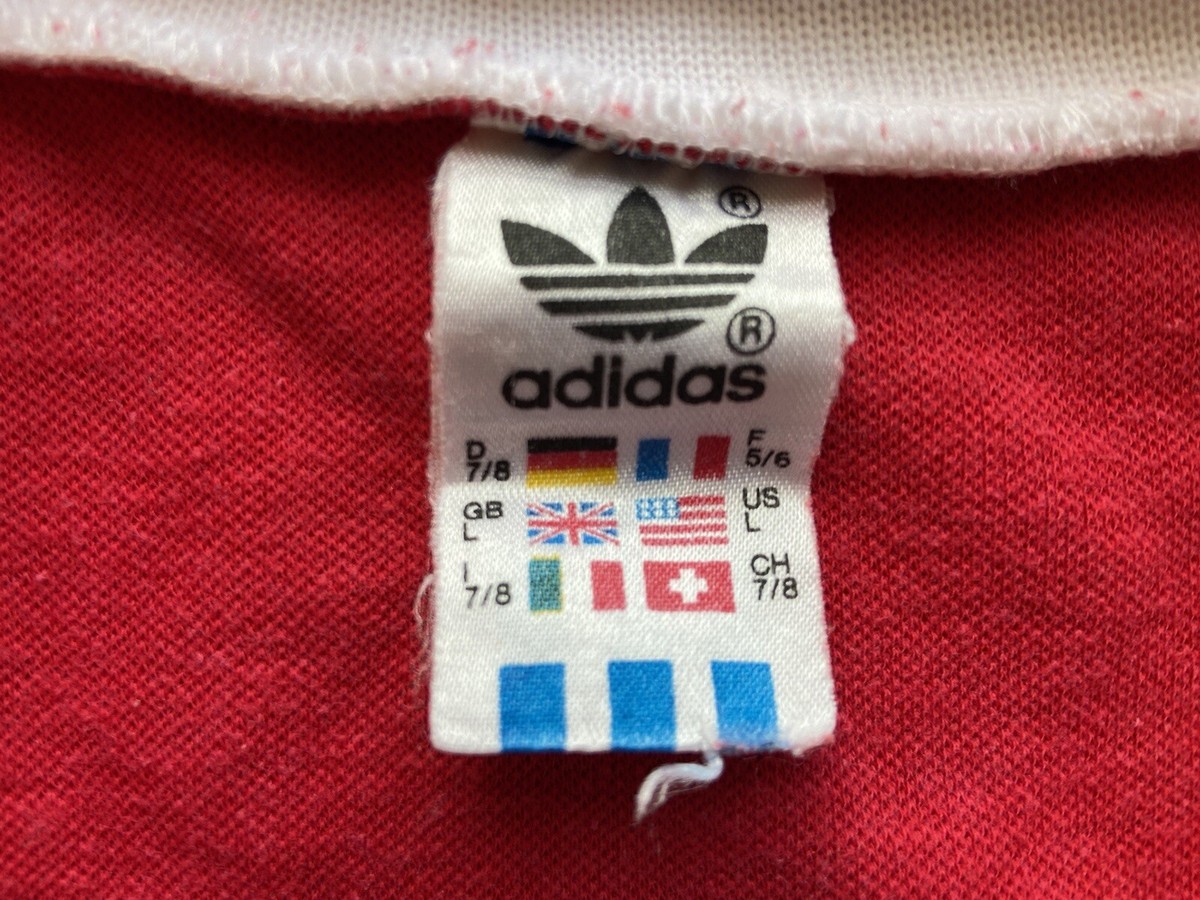 ®
®
adidas
D F
7/8 5/6
GB US
L L
I CH
7/8 7/8